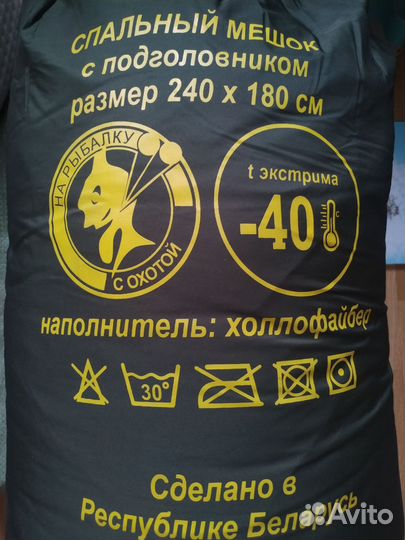 СПАЛЬНЫЙ МЕШОК
с подголовником
размер 240 x 180 см
НА РЫБАЛКУ
С ОХОТОЙ
t экстрима
-40
°C
наполнитель: холлофайбер
30°
Сделано в
Республике Беларусь
Avito